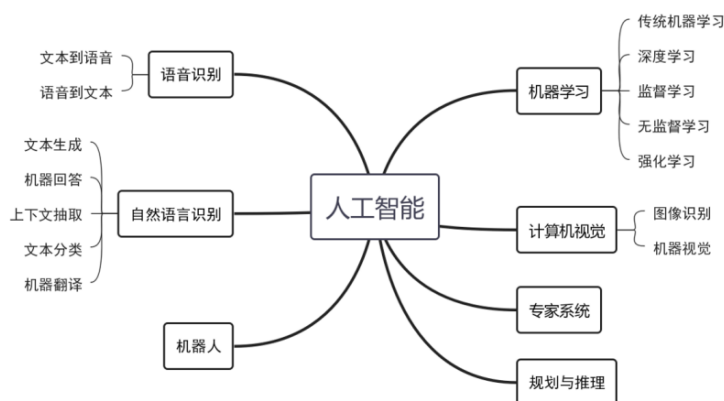 人工智能
语音识别
文本到语音
语音到文本
自然语言识别
文本生成
机器回答
上下文抽取
文本分类
机器翻译
机器人
机器学习
传统机器学习
深度学习
监督学习
无监督学习
强化学习
计算机视觉
图像识别
机器视觉
专家系统
规划与推理